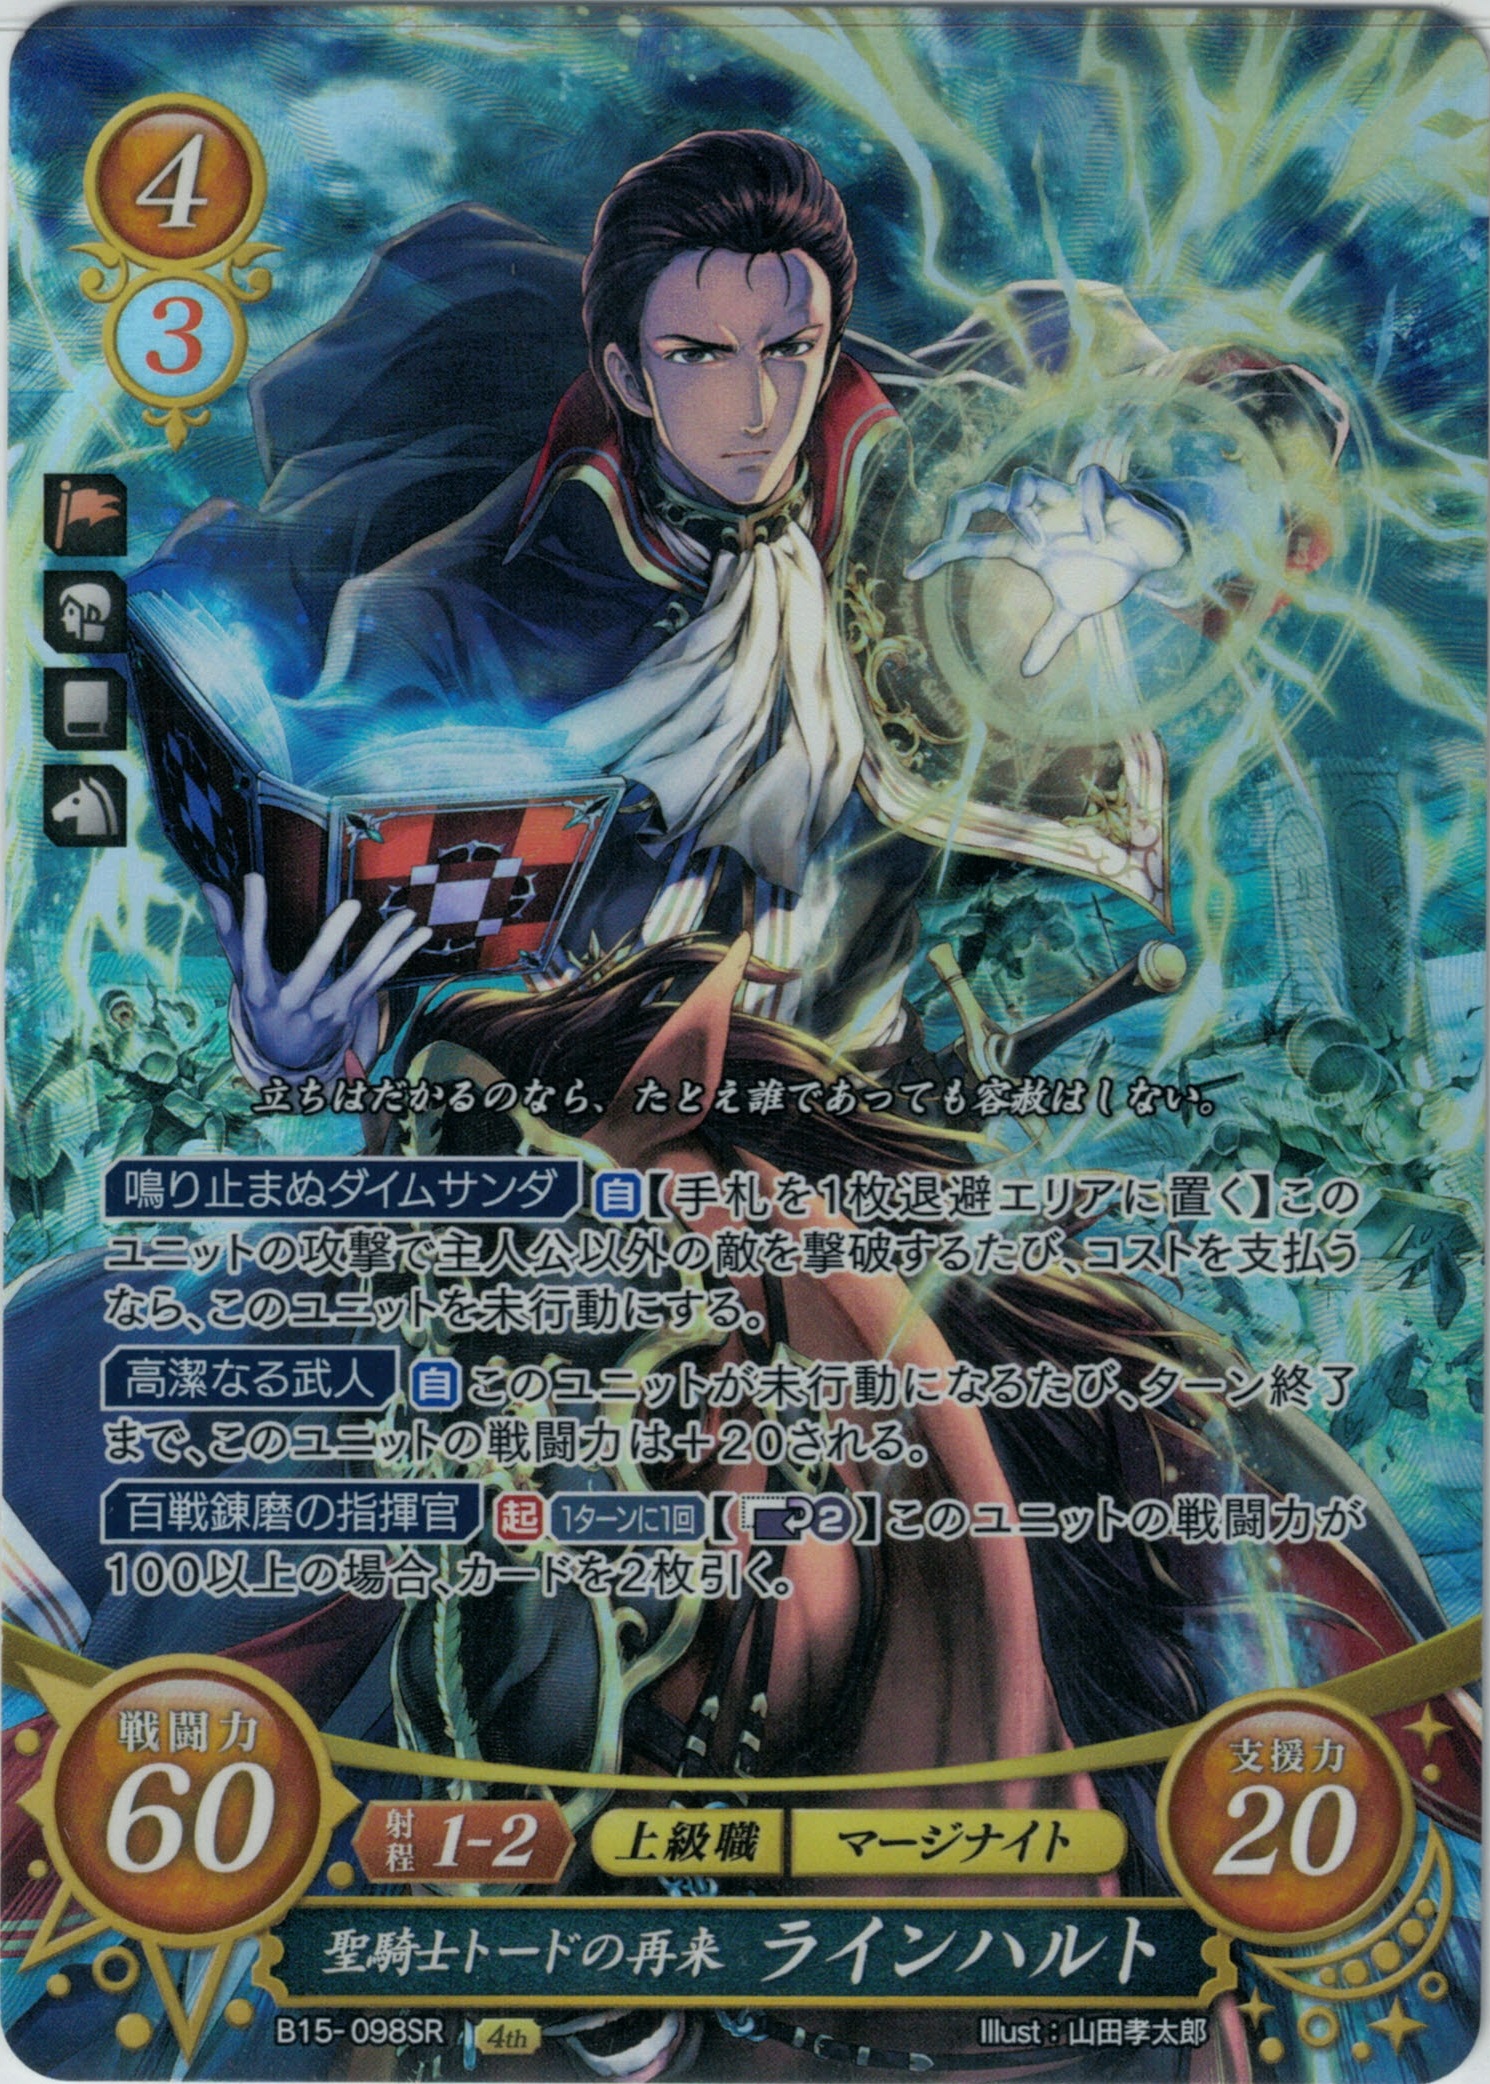 4
3
立ちはだかるのなら、たとえ誰であっても容赦はしない。
鳴り止まぬダイムサンダ 自【手札を1枚退避エリアに置く】この
ユニットの攻撃で主人公以外の敵を撃破するたび、コストを支払う
なら、このユニットを未行動にする。
高潔なる武人 自 このユニットが未行動になるたび、ターン終了
まで、このユニットの戦闘力は+20される。
百戦錬磨の指揮官 起 1ターンに1回【2】このユニットの戦闘力が
100以上の場合、カードを2枚引く。
戦闘力
60
射程 1-2
上級職 マージナイト
支援力
20
聖騎士トードの再来 ラインハルト
B15-098SR 4th Illust:山田孝太郎